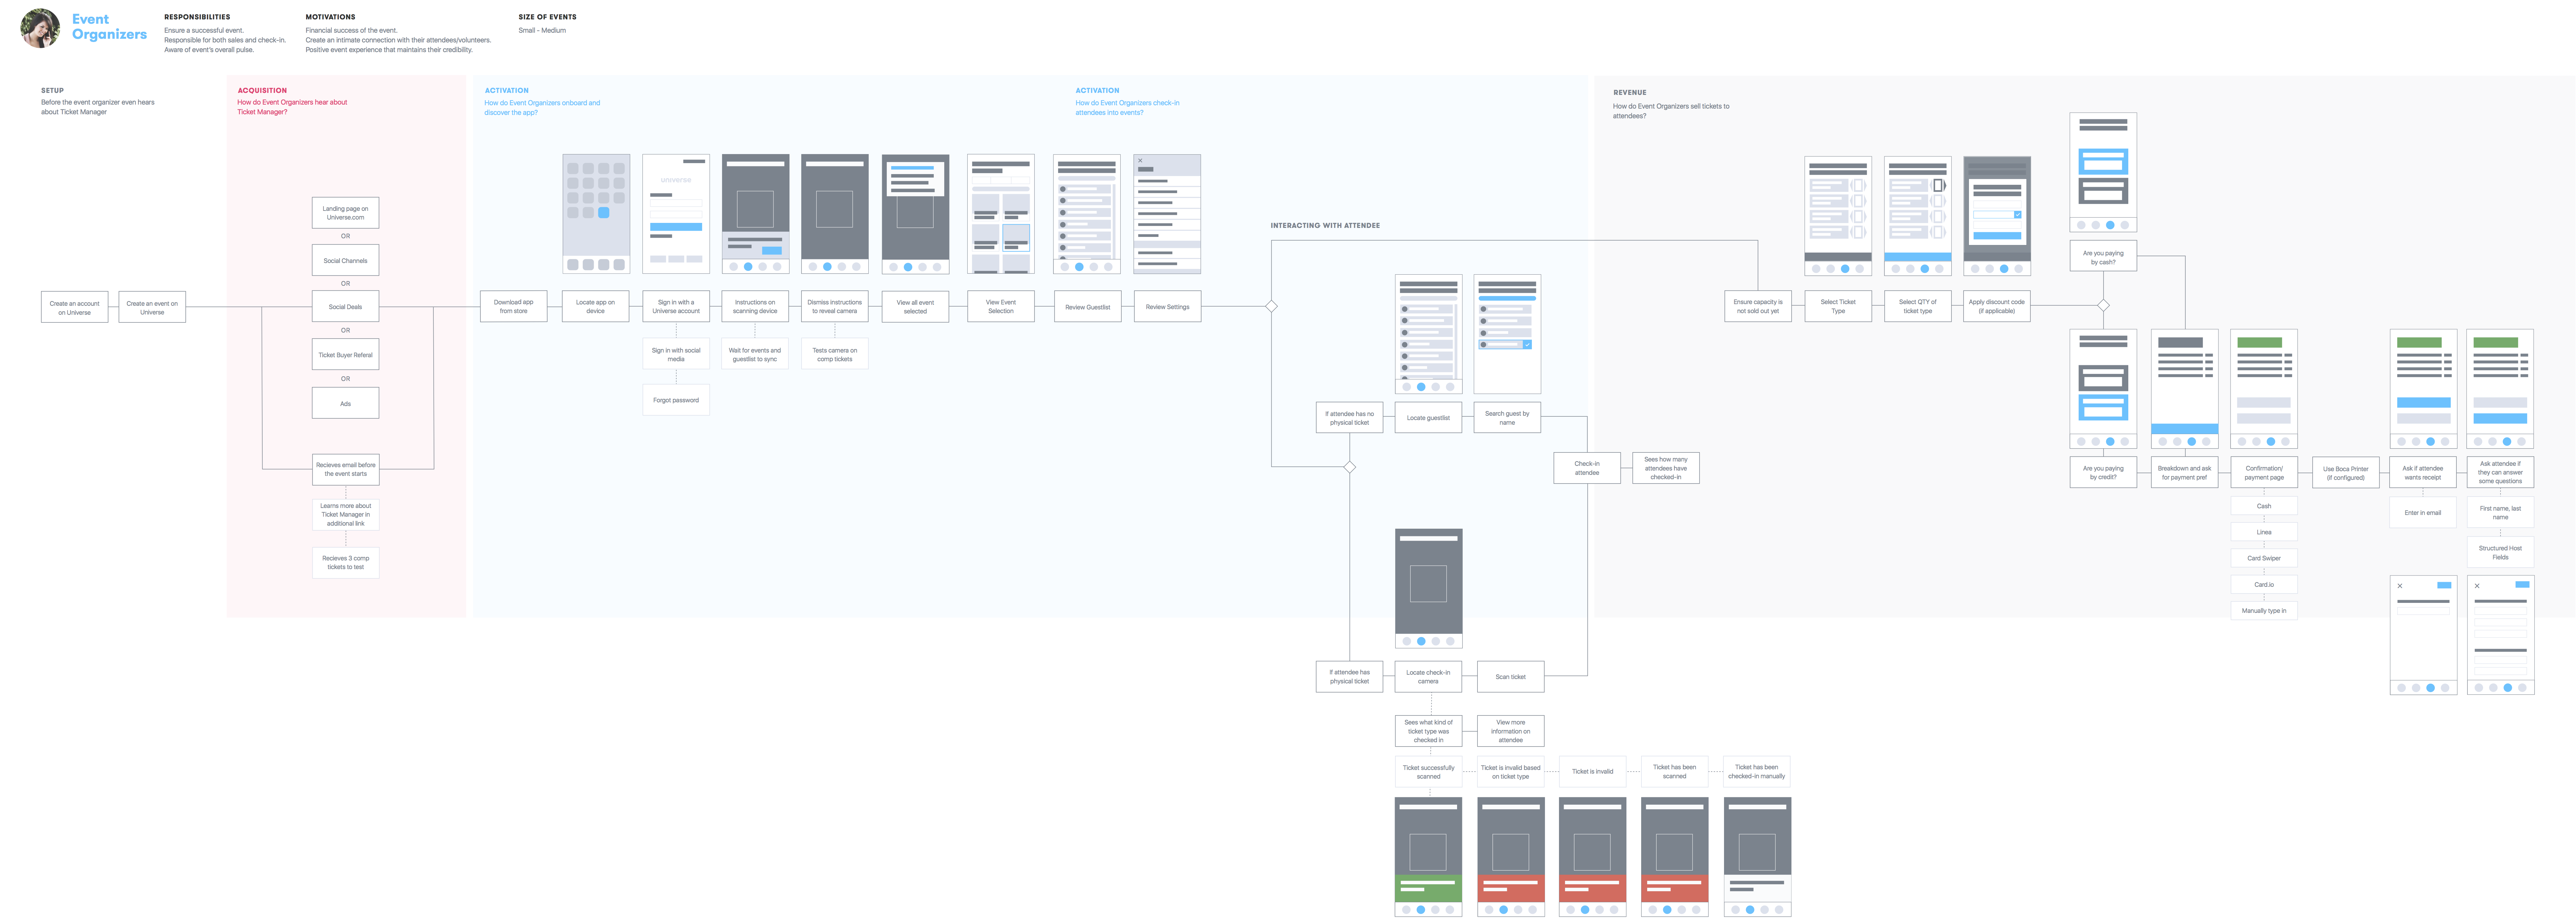 Event
Organizers
RESPONSIBILITIES
Ensure a successful event.
Responsible for both sales and check-in.
Aware of event's overall pulse.
MOTIVATIONS
Financial success of the event.
Create an intimate connection with their attendees/volunteers.
Positive event experience that maintains their credibility.
SIZE OF EVENTS
Small - Medium
SETUP
Before the event organizer even hears
about Ticket Manager
ACQUISITION
How do Event Organizers hear about
Ticket Manager?
ACTIVATION
How do Event Organizers onboard and
discover the app?
ACTIVATION
How do Event Organizers check-in
attendees into events?
REVENUE
How do Event Organizers sell tickets to
attendees?
Create an account
on Universe
Create an event on
Universe
Landing page on
Universe.com
OR
Social Channels
OR
Social Deals
OR
Ticket Buyer Referal
OR
Ads
Recieves email before
the event starts
Learns more about
Ticket Manager in
additional link
Recieves 3 comp
tickets to test
Download app
from store
Locate app on
device
universe
Sign in with a
Universe account
Sign in with social
media
Forgot password
Instructions on
scanning device
Wait for events and
guestlist to sync
Dismiss instructions
to reveal camera
Tests camera on
comp tickets
View all event
selected
View Event
Selection
Review Guestlist
Review Settings
INTERACTING WITH ATTENDEE
If attendee has no
physical ticket
Locate guestlist
Search guest by
name
Check-in
attendee
Sees how many
attendees have
checked-in
If attendee has
physical ticket
Locate check-in
camera
Scan ticket
Sees what kind of
ticket type was
checked in
View more
information on
attendee
Ticket successfully
scanned
Ticket is invalid based
on ticket type
Ticket is invalid
Ticket has been
scanned
Ticket has been
checked-in manually
Ensure capacity is
not sold out yet
Select Ticket
Type
Select QTY of
ticket type
Apply discount code
(if applicable)
Are you paying
by cash?
Are you paying
by credit?
Breakdown and ask
for payment pref
Confirmation/
payment page
Cash
Linea
Card Swiper
Card.io
Manually type in
Use Boca Printer
(if configured)
Ask if attendee
wants receipt
Enter in email
Ask attendee if
they can answer
some questions
First name, last
name
Structured Host
Fields